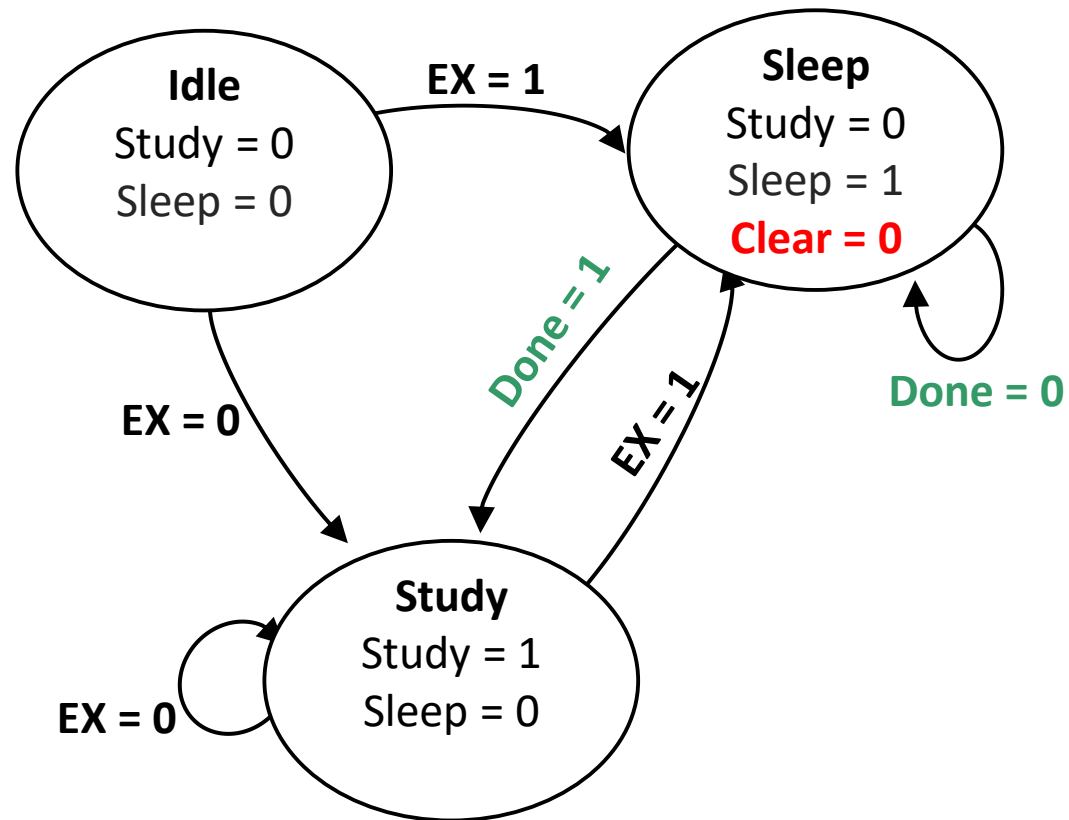 Idle
Study = 0
Sleep = 0
EX = 1
Sleep
Study = 0
Sleep = 1
Clear = 0
Done = 1
EX = 1
Done = 0
EX = 0
Study
Study = 1
Sleep = 0
EX = 0